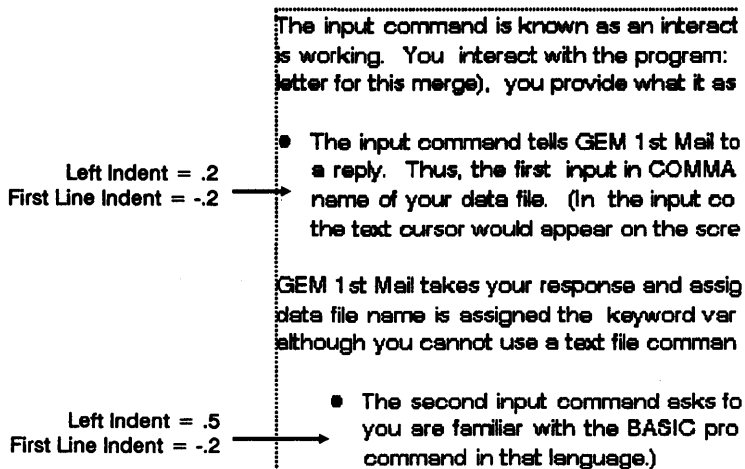 The input command is known as an interact
is working. You interact with the program:
letter for this merge), you provide what it as
• The input command tells GEM 1st Mail to
a reply. Thus, the first input in COMMA
name of your data file. (In the input co
the text cursor would appear on the scre
Left Indent = .2
First Line Indent = -.2
GEM 1st Mail takes your response and assig
data file name is assigned the keyword var
although you cannot use a text file comman
• The second input command asks fo
you are familiar with the BASIC pro
command in that language.)
Left Indent = .5
First Line Indent = -.2